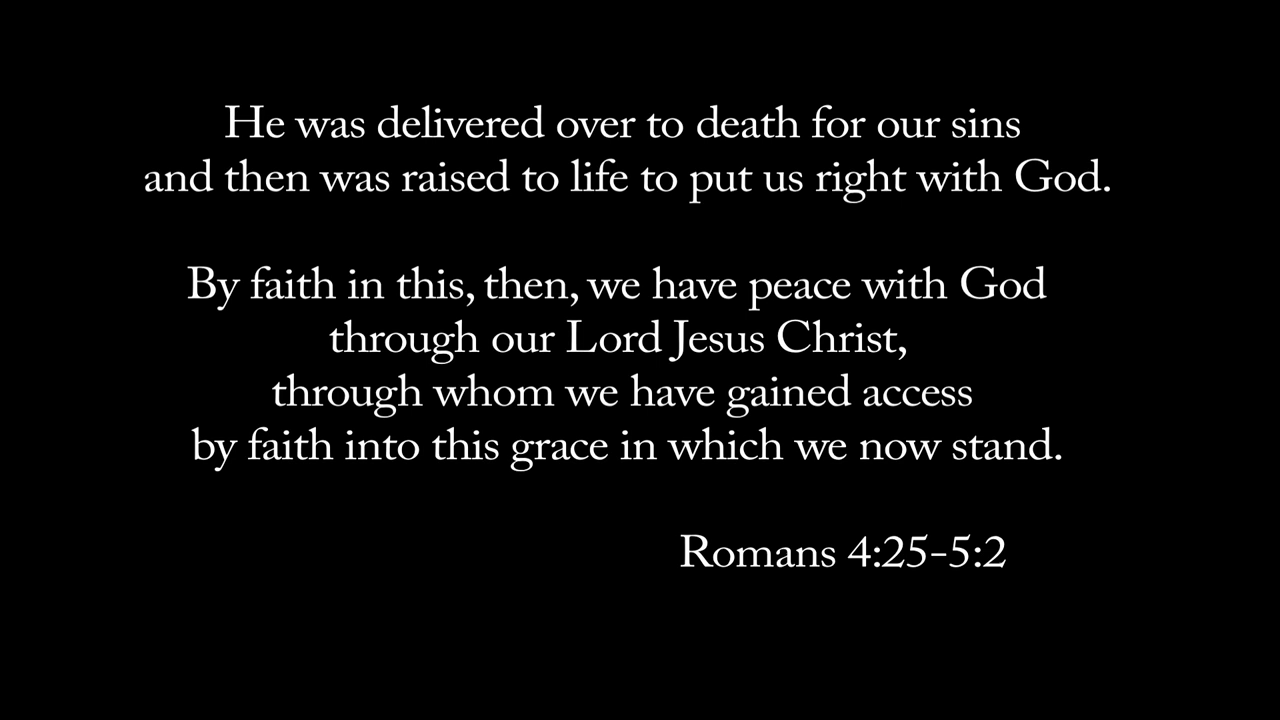 He was delivered over to death for our sins
and then was raised to life to put us right with God.
By faith in this, then, we have peace with God
through our Lord Jesus Christ,
through whom we have gained access
by faith into this grace in which we now stand.
Romans 4:25-5:2